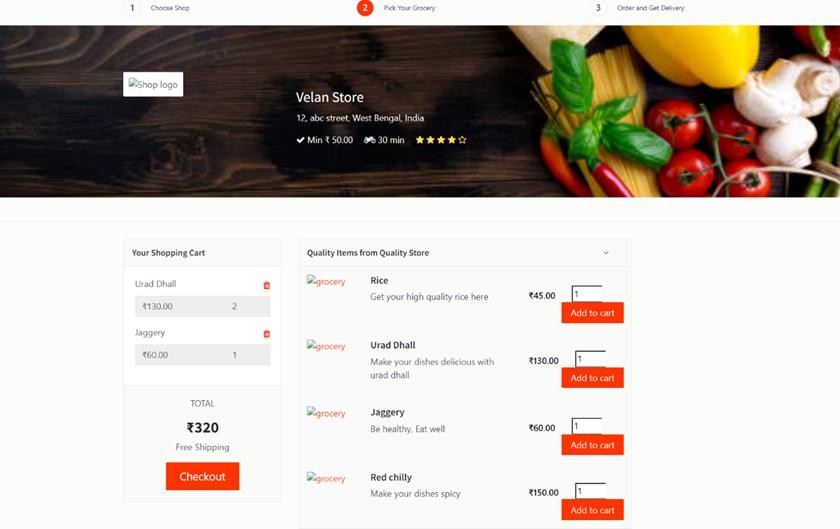 1 Choose Shop
2 Pick Your Grocery
3 Order and Get Delivery
Shop logo
Velan Store
12, abc street, West Bengal, India
Min ₹ 50.00 30 min
Your Shopping Cart
Urad Dhall
₹130.00 2
Jaggery
₹60.00 1
TOTAL
₹320
Free Shipping
Checkout
Quality Items from Quality Store
grocery
Rice
Get your high quality rice here
₹45.00
1
Add to cart
grocery
Urad Dhall
Make your dishes delicious with
urad dhall
₹130.00
1
Add to cart
grocery
Jaggery
Be healthy, Eat well
₹60.00
1
Add to cart
grocery
Red chilly
Make your dishes spicy
₹150.00
1
Add to cart